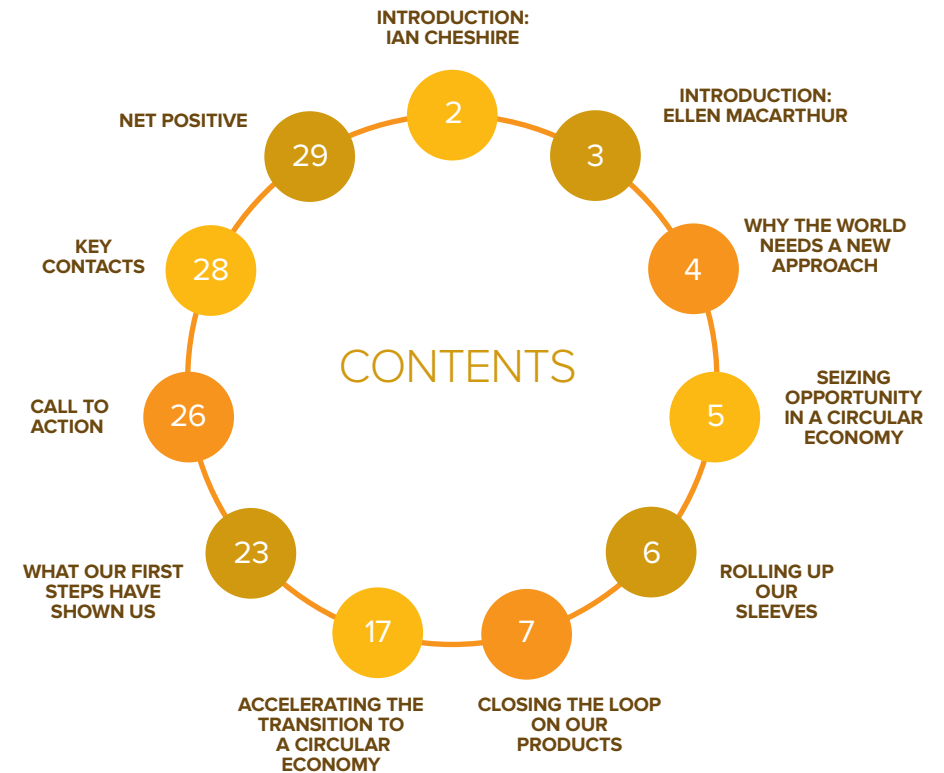 INTRODUCTION:
IAN CHESHIRE
2
INTRODUCTION:
ELLEN MACARTHUR
3
WHY THE WORLD
NEEDS A NEW
APPROACH
4
SEIZING
OPPORTUNITY
IN A CIRCULAR
ECONOMY
5
ROLLING UP
OUR
SLEEVES
6
CLOSING THE LOOP
ON OUR
PRODUCTS
7
ACCELERATING THE
TRANSITION TO
A CIRCULAR
ECONOMY
17
WHAT OUR FIRST
STEPS HAVE
SHOWN US
23
CALL TO
ACTION
26
KEY
CONTACTS
28
NET POSITIVE
29
CONTENTS